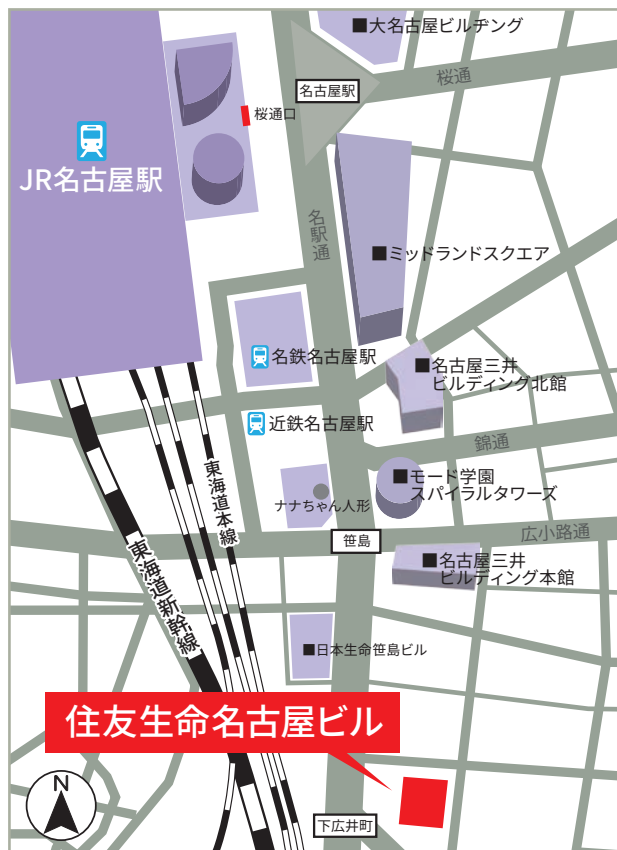 ■大名古屋ビルヂング
桜通
名古屋駅
桜通口
JR名古屋駅
名駅通
■ミッドランドスクエア
名鉄名古屋駅
■名古屋三井
ビルディング北館
近鉄名古屋駅
錦通
東海道本線
■モード学園
スパイラルタワーズ
ナナちゃん人形
広小路通
笹島
東海道新幹線
■名古屋三井
ビルディング本館
■日本生命笹島ビル
住友生命名古屋ビル
N
下広井町